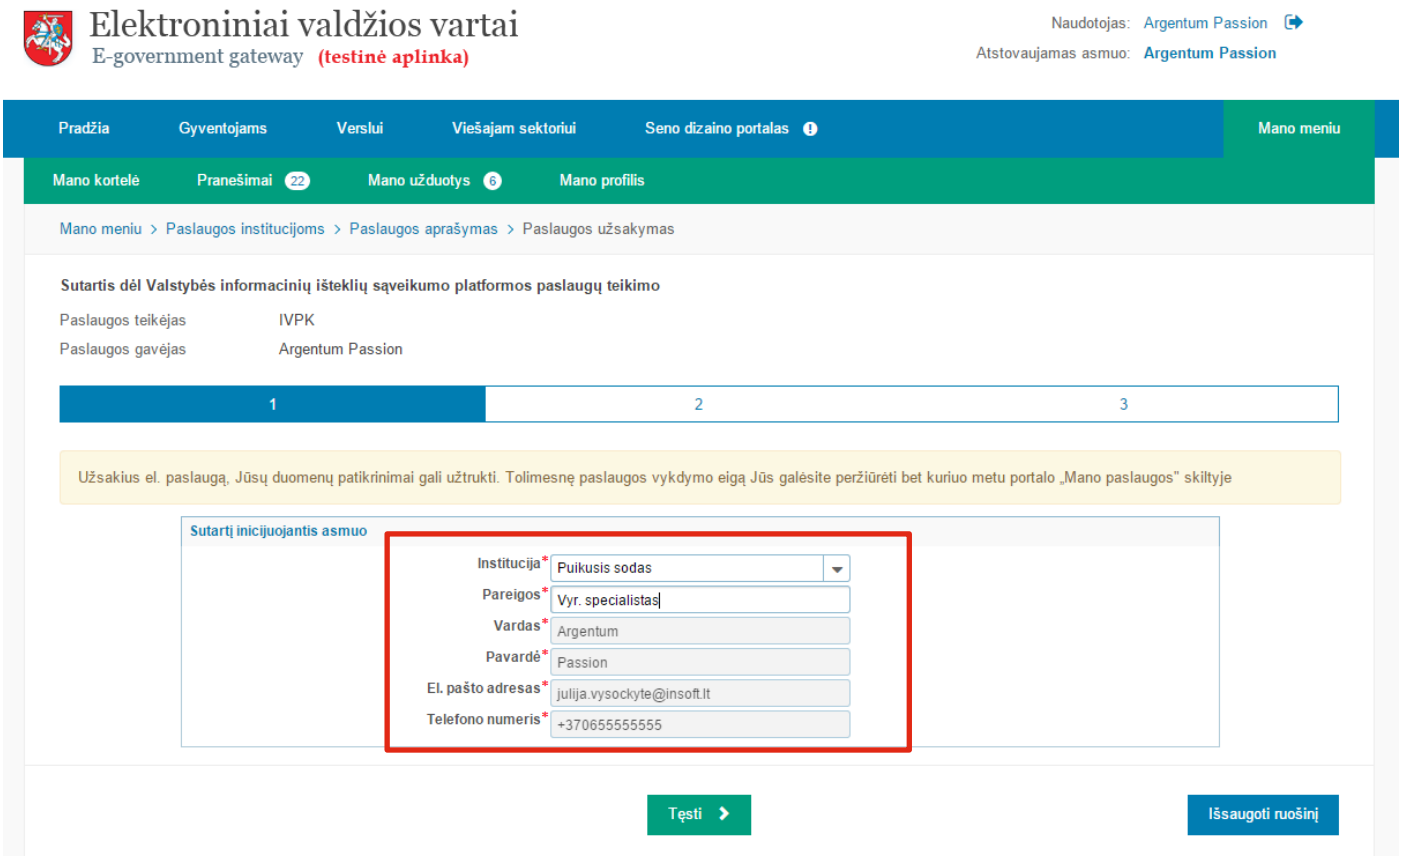 Elektroniniai valdžios vartai
E-government gateway (testinė aplinka)
Naudotojas: Argentum Passion
Atstovaujamas asmuo: Argentum Passion
Pradžia Gyventojams Verslui Viešajam sektoriui Seno dizaino portalas Mano meniu
Mano kortelė Pranešimai 22 Mano užduotys 6 Mano profilis
Mano meniu > Paslaugos institucijoms > Paslaugos aprašymas > Paslaugos užsakymas
Sutartis dėl Valstybės informacinių išteklių sąveikumo platformos paslaugų teikimo
Paslaugos teikėjas IVPK
Paslaugos gavėjas Argentum Passion
1 2 3
Užsakius el. paslaugą, Jūsų duomenų patikrinimai gali užtrukti. Tolimesnę paslaugos vykdymo eigą Jūs galėsite peržiūrėti bet kuriuo metu portalo „Mano paslaugos" skiltyje
Sutartį inicijuojantis asmuo
Institucija* Puikusis sodas
Pareigos* Vyr. specialistas
Vardas* Argentum
Pavardė* Passion
El. pašto adresas* julija.vysockyte@insoft.lt
Telefono numeris* +370655555555
Tęsti
Išsaugoti ruošinį